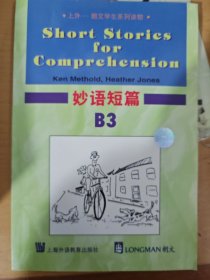 上外——朗文学生系列读物
Short Stories
for
Comprehension
Ken Methold, Heather Jones
妙语短篇
B3
上海外语教育出版社
LONGMAN 朗文